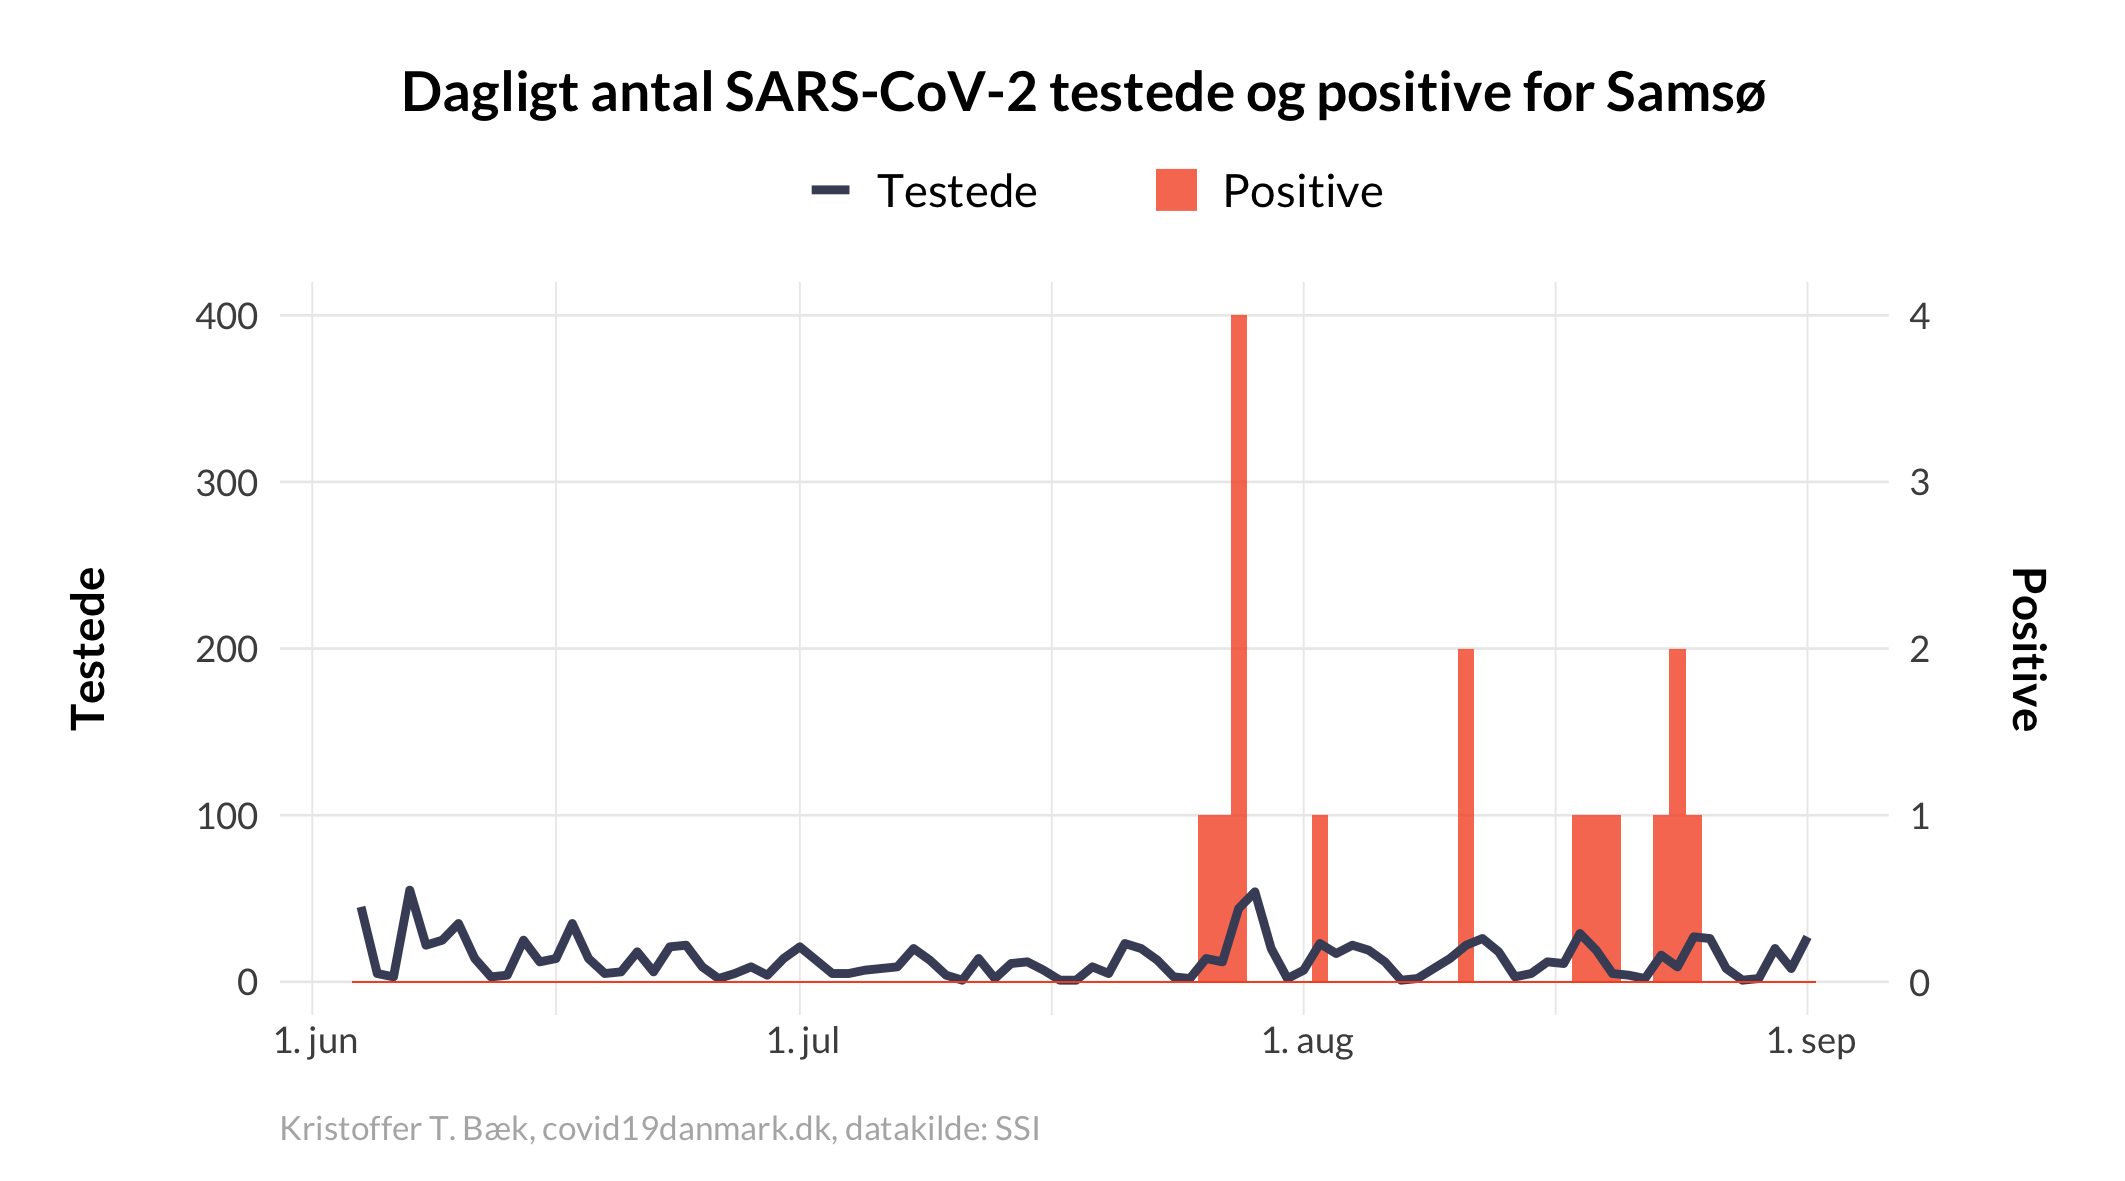 Dagligt antal SARS-CoV-2 testede og positive for Samsø
Testede
Positive
400
300
200
100
0
4
3
2
1
0
Testede
Positive
1. jun
1. jul
1. aug
1. sep
Kristoffer T. Bæk, covid19danmark.dk, datakilde: SSI